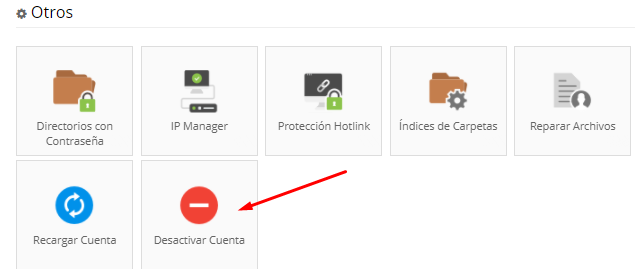 Otros
Directorios con
Contraseña
IP Manager
Protección Hotlink
Índices de Carpetas
Reparar Archivos
Recargar Cuenta
Desactivar Cuenta